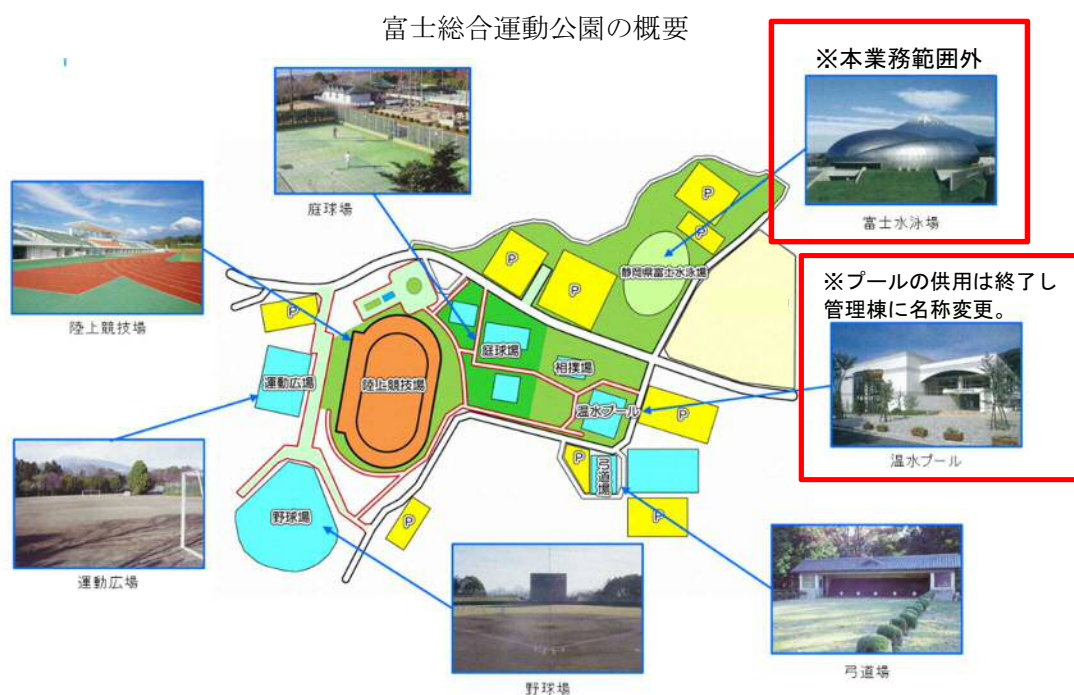 富士総合運動公園の概要
※本業務範囲外
富士水泳場
庭球場
陸上競技場
※プールの供用は終了し
管理棟に名称変更。
温水プール
P
P
静岡県富士水泳場
P
P
P
庭球場
相撲場
運動広場
陸上競技場
温水プール
P
P
弓道場
野球場
P
P
運動広場
野球場
弓道場